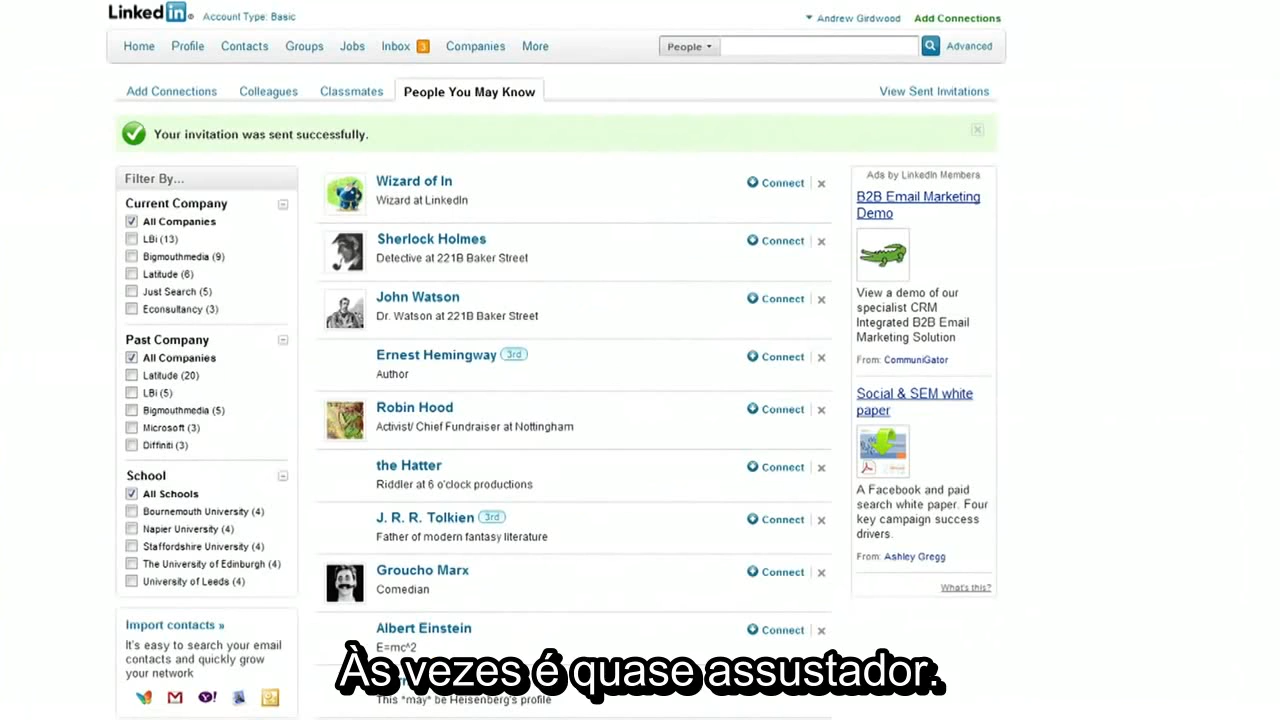 Linked in® Account Type: Basic
Andrew Girdwood Add Connections
Home Profile Contacts Groups Jobs Inbox 3 Companies More
People Advanced
Add Connections Colleagues Classmates People You May Know View Sent Invitations
Your invitation was sent successfully.
Filter By...
Current Company
All Companies
LBi (13)
Bigmouthmedia (9)
Latitude (6)
Just Search (5)
Econsultancy (3)
Past Company
All Companies
Latitude (20)
LBi (5)
Bigmouthmedia (5)
Microsoft (3)
Diffiniti (3)
School
All Schools
Bournemouth University (4)
Napier University (4)
Staffordshire University (4)
The University of Edinburgh (4)
University of Leeds (4)
Import contacts »
It's easy to search your email
contacts and quickly grow
your network
Wizard of In Connect
Wizard at LinkedIn
Sherlock Holmes Connect
Detective at 221B Baker Street
John Watson Connect
Dr. Watson at 221B Baker Street
Ernest Hemingway 3rd Connect
Author
Robin Hood Connect
Activist/ Chief Fundraiser at Nottingham
the Hatter Connect
Riddler at 6 o'clock productions
J. R. R. Tolkien 3rd Connect
Father of modern fantasy literature
Groucho Marx Connect
Comedian
Albert Einstein Connect
E=mc^2
This *may* be Heisenberg's profile
Ads by LinkedIn Members
B2B Email Marketing
Demo
View a demo of our
specialist CRM
Integrated B2B Email
Marketing Solution
From: CommuniGator
Social & SEM white
paper
A Facebook and paid
search white paper. Four
key campaign success
drivers.
From: Ashley Gregg
What's this?
Às vezes é quase assustador.